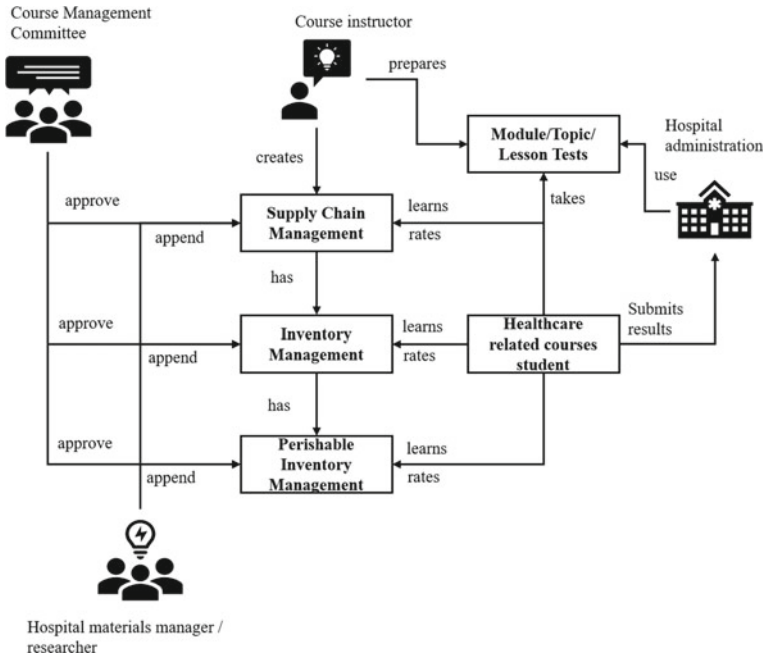 Course Management
Committee
Course instructor
prepares
Module/Topic/
Lesson Tests
Hospital
administration
use
creates
takes
approve
append
Supply Chain
Management
learns
rates
has
Submits
results
approve
append
Inventory
Management
learns
rates
Healthcare
related courses
student
has
approve
append
Perishable
Inventory
Management
learns
rates
Hospital materials manager /
researcher